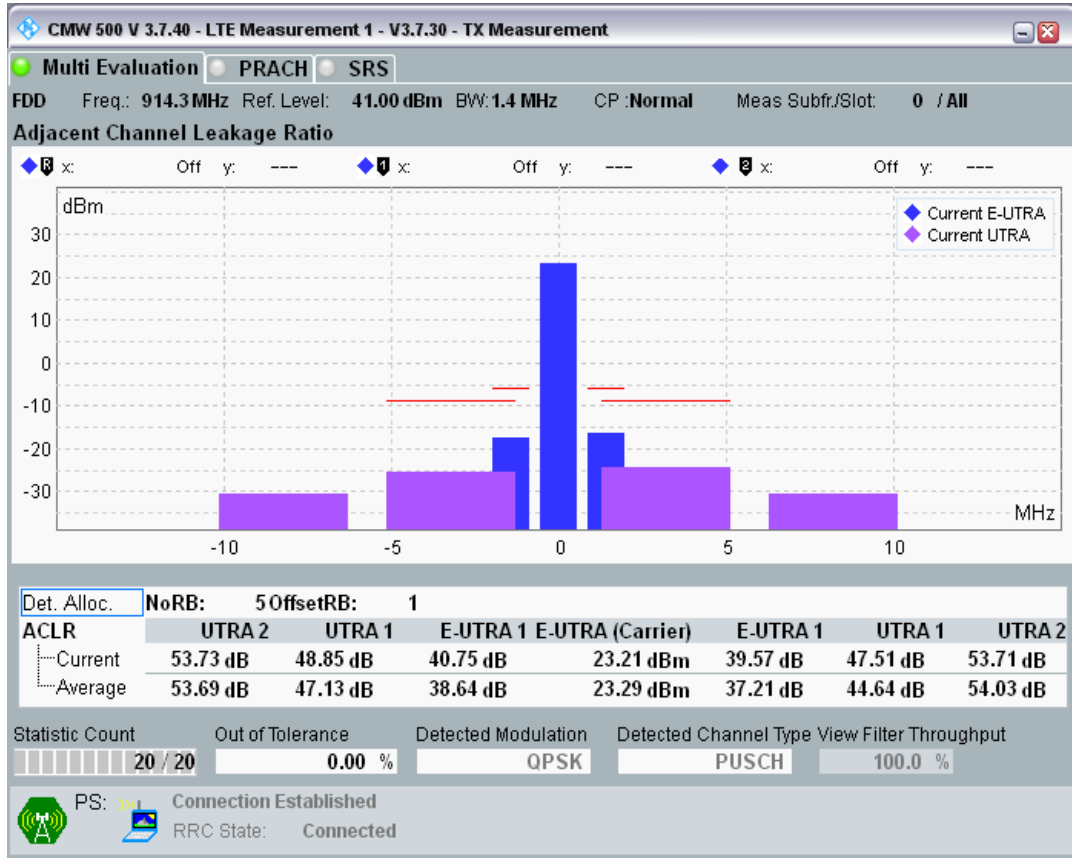 CMW 500 V 3.7.40 - LTE Measurement 1 - V3.7.30 - TX Measurement
Multi Evaluation PRACH SRS
FDD Freq.: 914.3 MHz Ref. Level: 41.00 dBm BW: 1.4 MHz CP :Normal Meas Subfr./Slot: 0 / All
Adjacent Channel Leakage Ratio
R x: Off y: --- 1 x: Off y: --- 2 x: Off y: ---
dBm
Current E-UTRA
Current UTRA
30
20
10
0
-10
-20
-30
MHz
-10 -5 0 5 10
Det. Alloc. NoRB: 5 OffsetRB: 1
ACLR UTRA 2 UTRA 1 E-UTRA 1 E-UTRA (Carrier) E-UTRA 1 UTRA 1 UTRA 2
Current 53.73 dB 48.85 dB 40.75 dB 23.21 dBm 39.57 dB 47.51 dB 53.71 dB
Average 53.69 dB 47.13 dB 38.64 dB 23.29 dBm 37.21 dB 44.64 dB 54.03 dB
Statistic Count Out of Tolerance Detected Modulation Detected Channel Type View Filter Throughput
20 / 20 0.00 % QPSK PUSCH 100.0 %
PS: Connection Established
RRC State: Connected